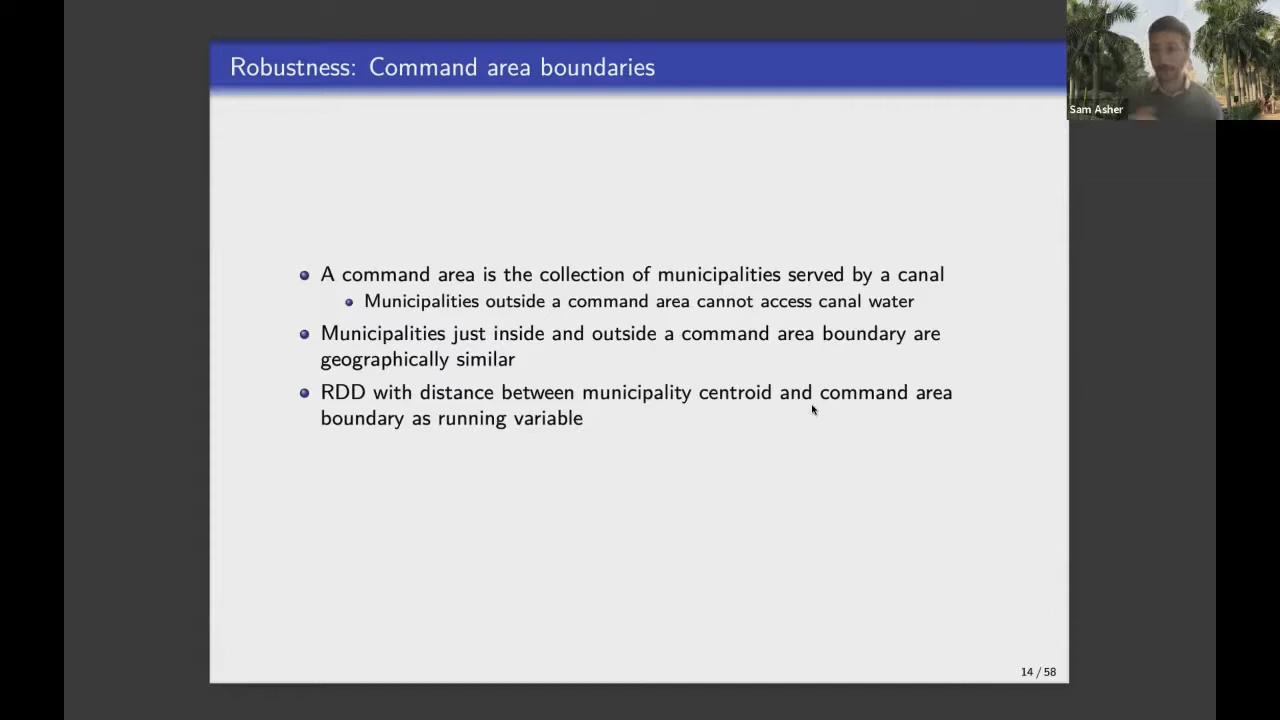 Robustness: Command area boundaries
Sam Asher
A command area is the collection of municipalities served by a canal
Municipalities outside a command area cannot access canal water
Municipalities just inside and outside a command area boundary are
geographically similar
RDD with distance between municipality centroid and command area
boundary as running variable
14 / 58